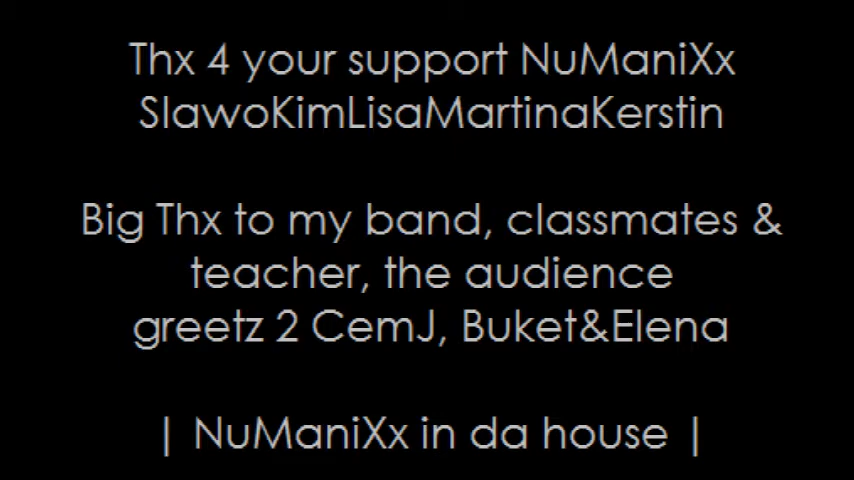 Thx 4 your support NuManiXx
SlawoKimLisaMartinaKerstin
Big Thx to my band, classmates &
teacher, the audience
greetz 2 CemJ, Buket&Elena
| NuManiXx in da house |